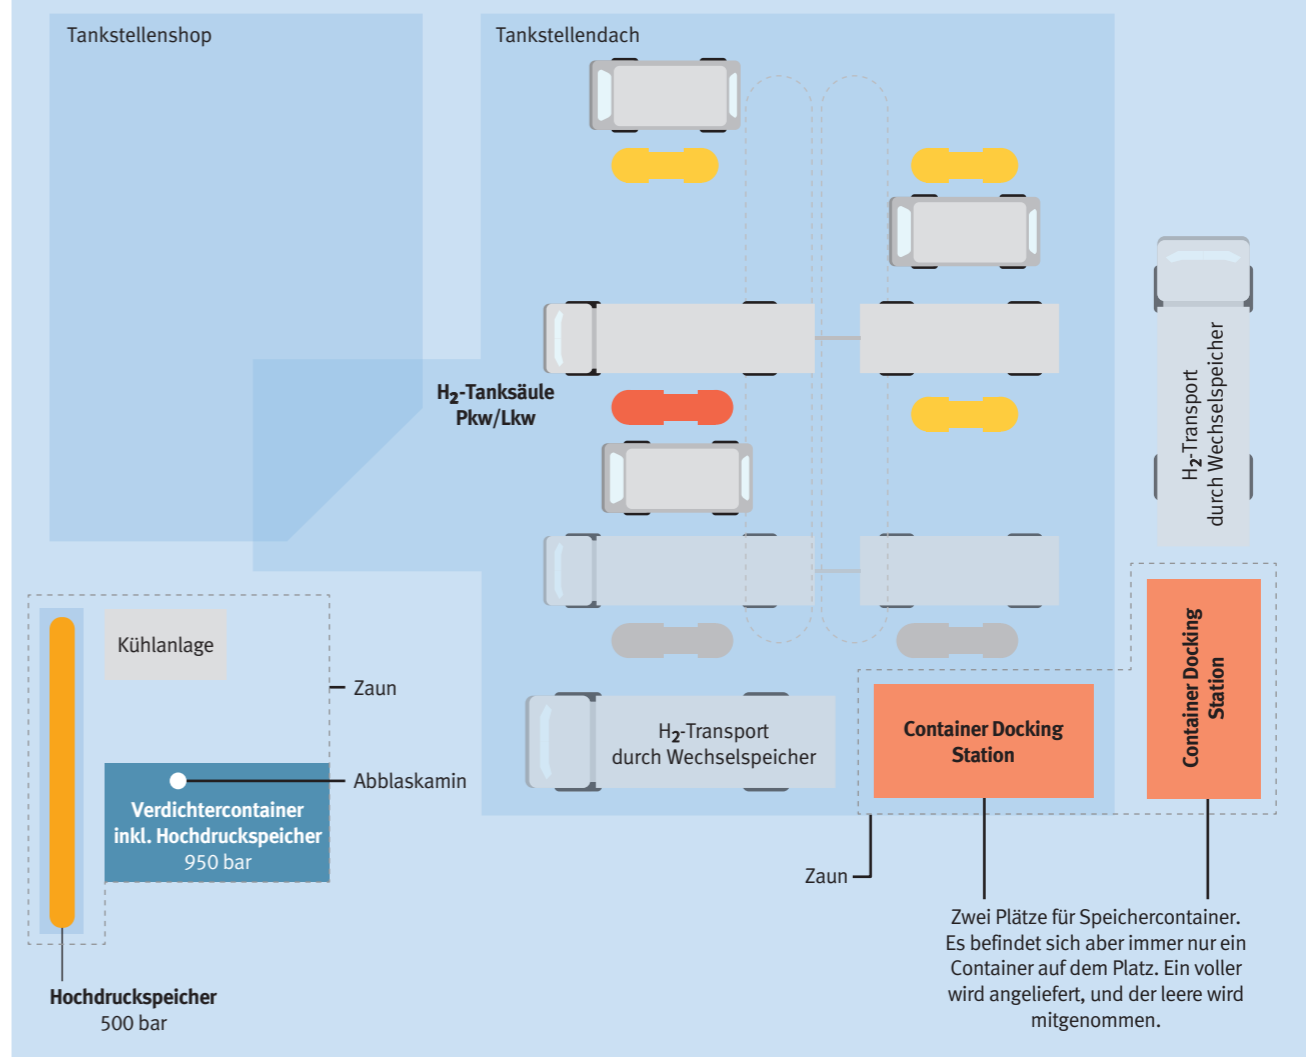 Tankstellenshop
Tankstellendach
H₂-Tanksäule
Pkw/Lkw
H₂-Transport
durch Wechselspeicher
Kühlanlage
Zaun
Container Docking
Station
H₂-Transport
durch Wechselspeicher
Container Docking
Station
Abblaskamin
Verdichtercontainer
inkl. Hochdruckspeicher
950 bar
Zaun
Zwei Plätze für Speichercontainer.
Es befindet sich aber immer nur ein
Container auf dem Platz. Ein voller
wird angeliefert, und der leere wird
mitgenommen.
Hochdruckspeicher
500 bar